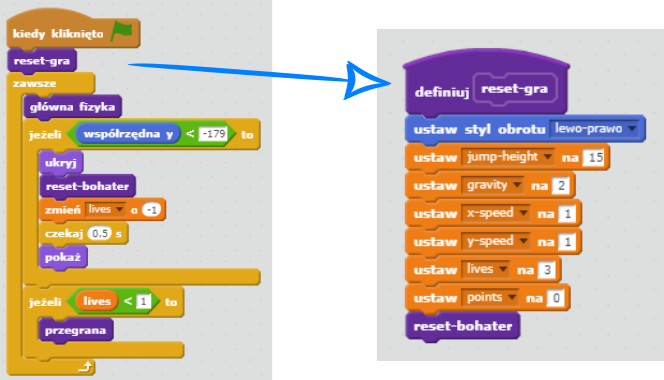 kiedy kliknięto
reset-gra
zawsze
główna fizyka
jeżeli współrzędna y < -179 to
ukryj
reset-bohater
zmień lives o -1
czekaj 0.5 s
pokaż
jeżeli lives < 1 to
przegrana
definiuj reset-gra
ustaw styl obrotu lewo-prawo
ustaw jump-height na 15
ustaw gravity na 2
ustaw x-speed na 1
ustaw y-speed na 1
ustaw lives na 3
ustaw points na 0
reset-bohater